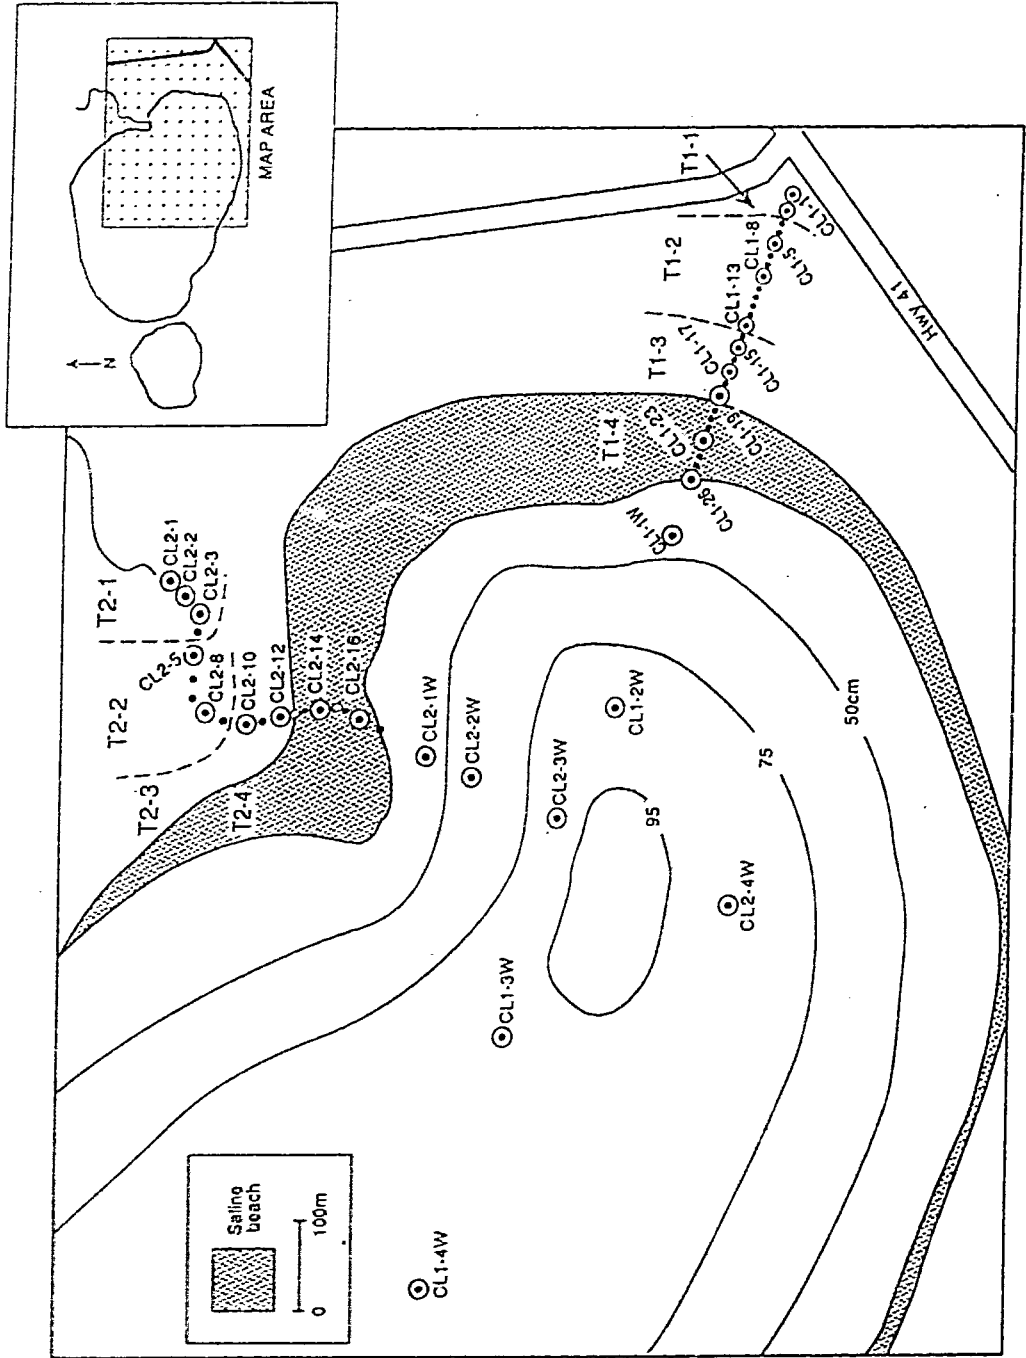 N
MAP AREA
T2-1
T2-2
T2-3
T2-4
CL2-1
CL2-2
CL2-3
CL2-5
CL2-8
CL2-10
CL2-12
CL2-14
CL2-16
CL2-1W
CL2-2W
CL2-3W
CL2-4W
CL1-1W
CL1-2W
CL1-3W
CL1-4W
T1-1
T1-2
T1-3
T1-4
CL1-1
CL1-5
CL1-8
CL1-13
CL1-15
CL1-17
CL1-19
CL1-23
CL1-26
Hwy 41
50cm
75
95
Saline
beach
0 100m